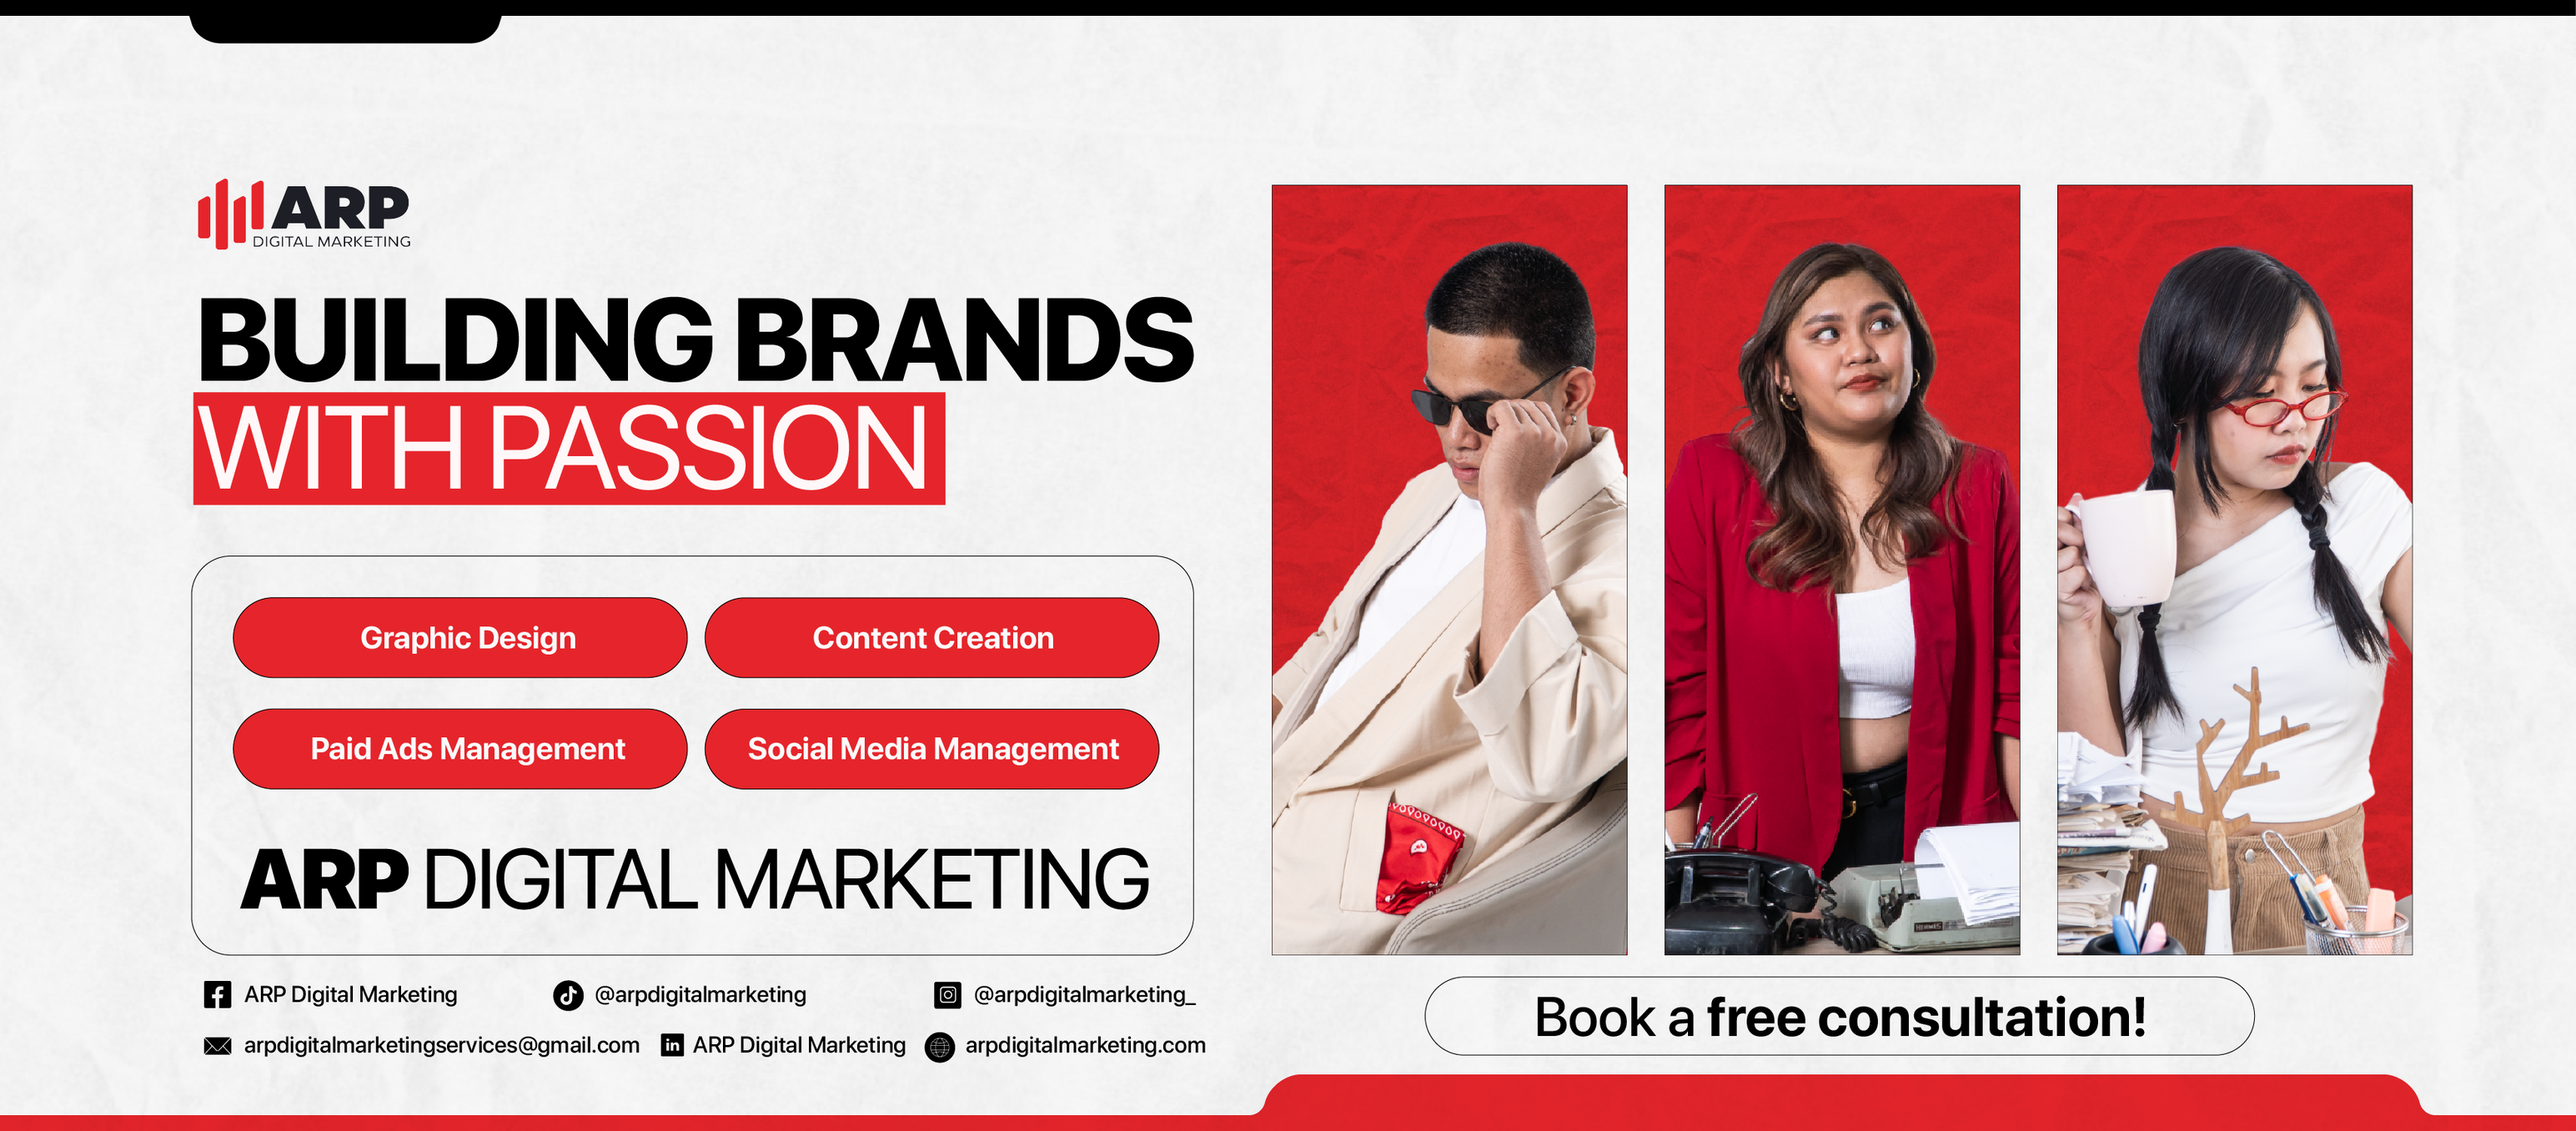 ARP
DIGITAL MARKETING
BUILDING BRANDS
WITH PASSION
Graphic Design
Content Creation
Paid Ads Management
Social Media Management
ARP DIGITAL MARKETING
ARP Digital Marketing
@arpdigitalmarketing
@arpdigitalmarketing_
arpdigitalmarketingservices@gmail.com
ARP Digital Marketing
arpdigitalmarketing.com
HERMES
Book a free consultation!